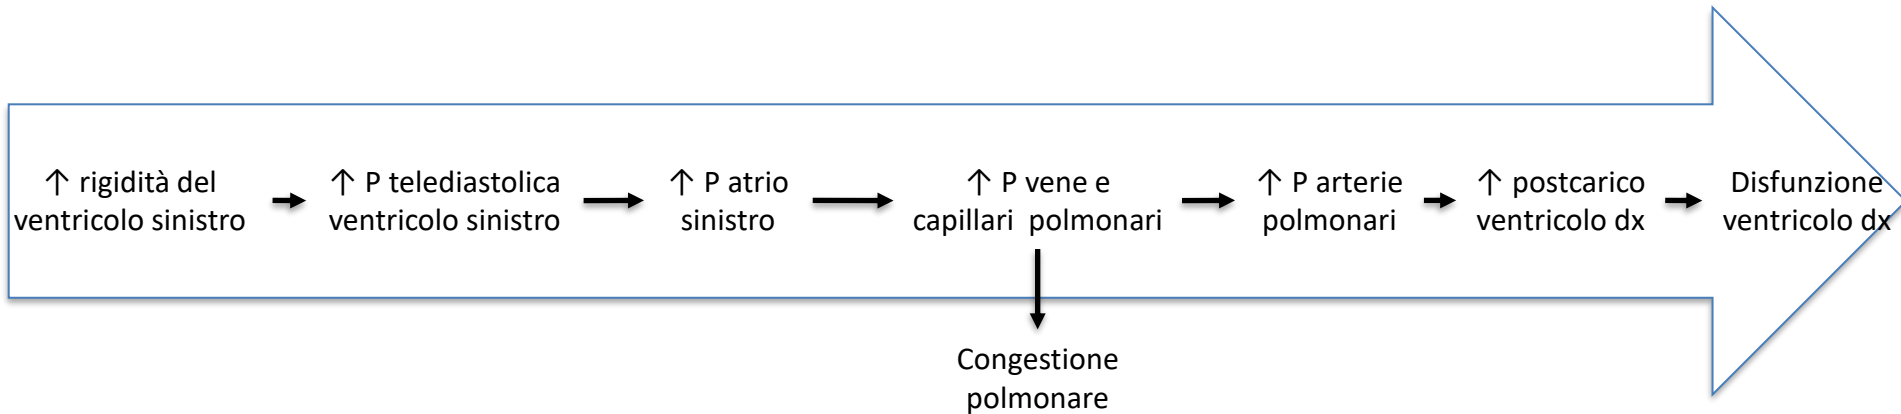 ↑ rigidità del
ventricolo sinistro
↑ P telediastolica
ventricolo sinistro
↑ P atrio
sinistro
↑ P vene e
capillari polmonari
↑ P arterie
polmonari
↑ postcarico
ventricolo dx
Disfunzione
ventricolo dx
Congestione
polmonare